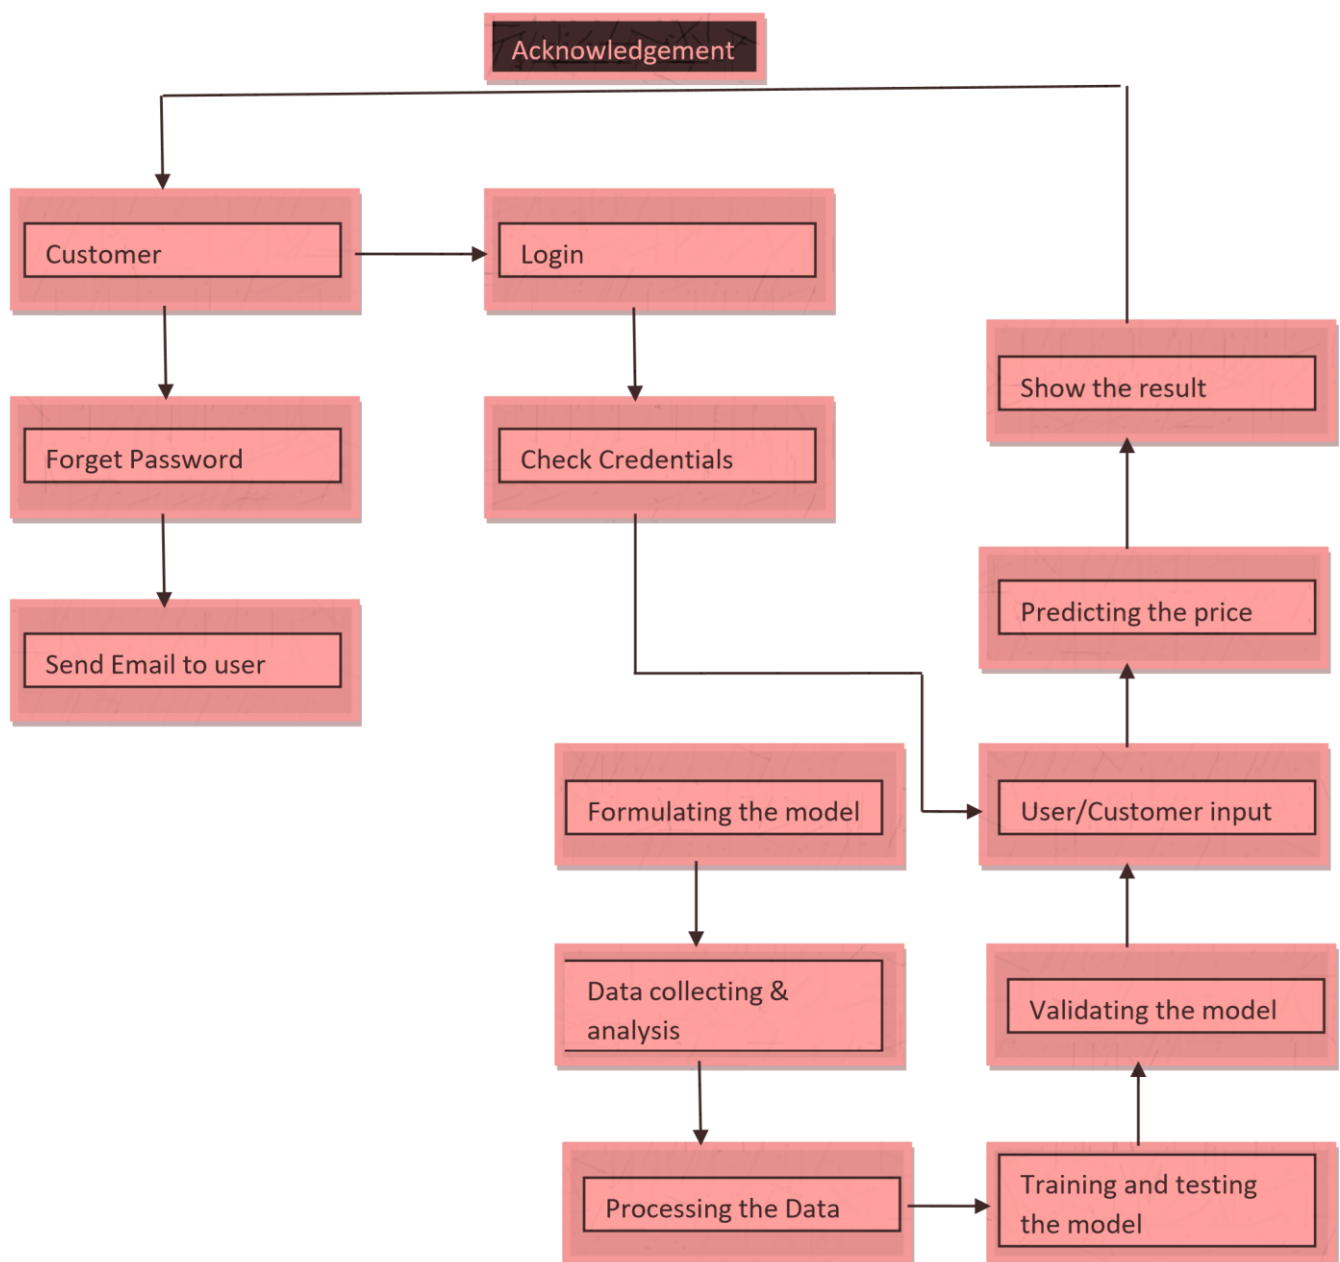 Acknowledgement
Customer
Login
Show the result
Forget Password
Check Credentials
Predicting the price
Send Email to user
Formulating the model
User/Customer input
Data collecting &
analysis
Validating the model
Processing the Data
Training and testing
the model